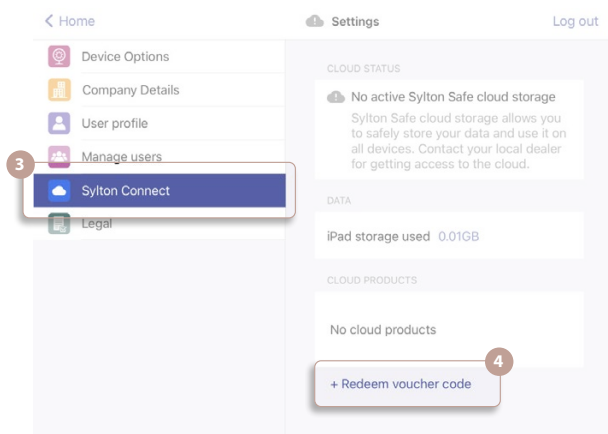 Home
Settings
Log out
Device Options
Company Details
User profile
Manage users
3
Sylton Connect
Legal
CLOUD STATUS
No active Sylton Safe cloud storage
Sylton Safe cloud storage allows you
to safely store your data and use it on
all devices. Contact your local dealer
for getting access to the cloud.
DATA
iPad storage used 0.01GB
CLOUD PRODUCTS
No cloud products
4
+ Redeem voucher code